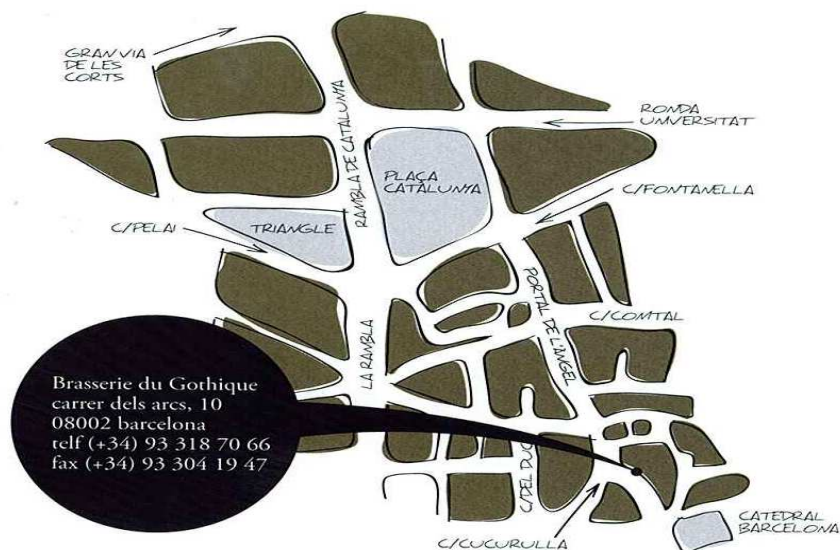 GRAN VIA
DE LES
CORTS
RAMBLA DE CATALUNYA
RONDA
UNIVERSITAT
PLAÇA
CATALUNYA
C/FONTANELLA
C/PELAI
TRIANGLE
PORTAL DE L'ANGEL
C/COMTAL
LA RAMBLA
Brasserie du Gothique
carrer dels arcs, 10
08002 barcelona
telf (+34) 93 318 70 66
fax (+34) 93 304 19 47
C/DEL DUC
C/CUCURULLA
CATEDRAL
BARCELONA